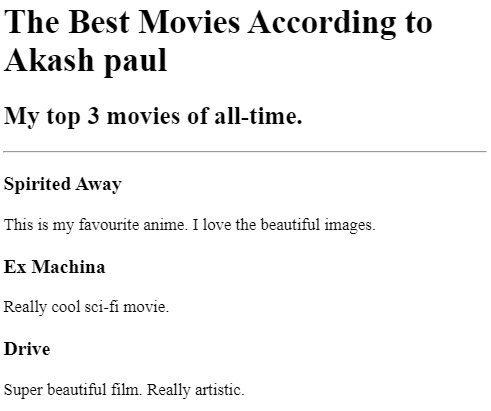 The Best Movies According to
Akash paul
My top 3 movies of all-time.
Spirited Away
This is my favourite anime. I love the beautiful images.
Ex Machina
Really cool sci-fi movie.
Drive
Super beautiful film. Really artistic.